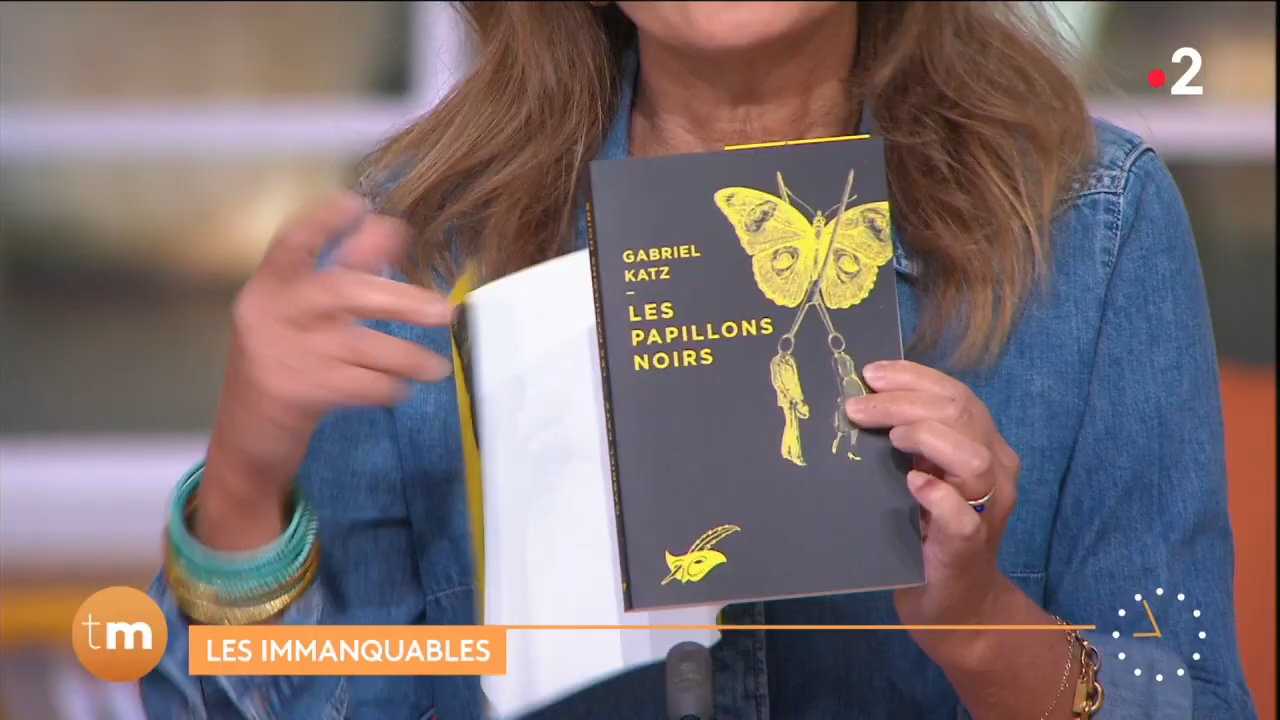 2
GABRIEL
KATZ
–
LES
PAPILLONS
NOIRS
tm
LES IMMANQUABLES